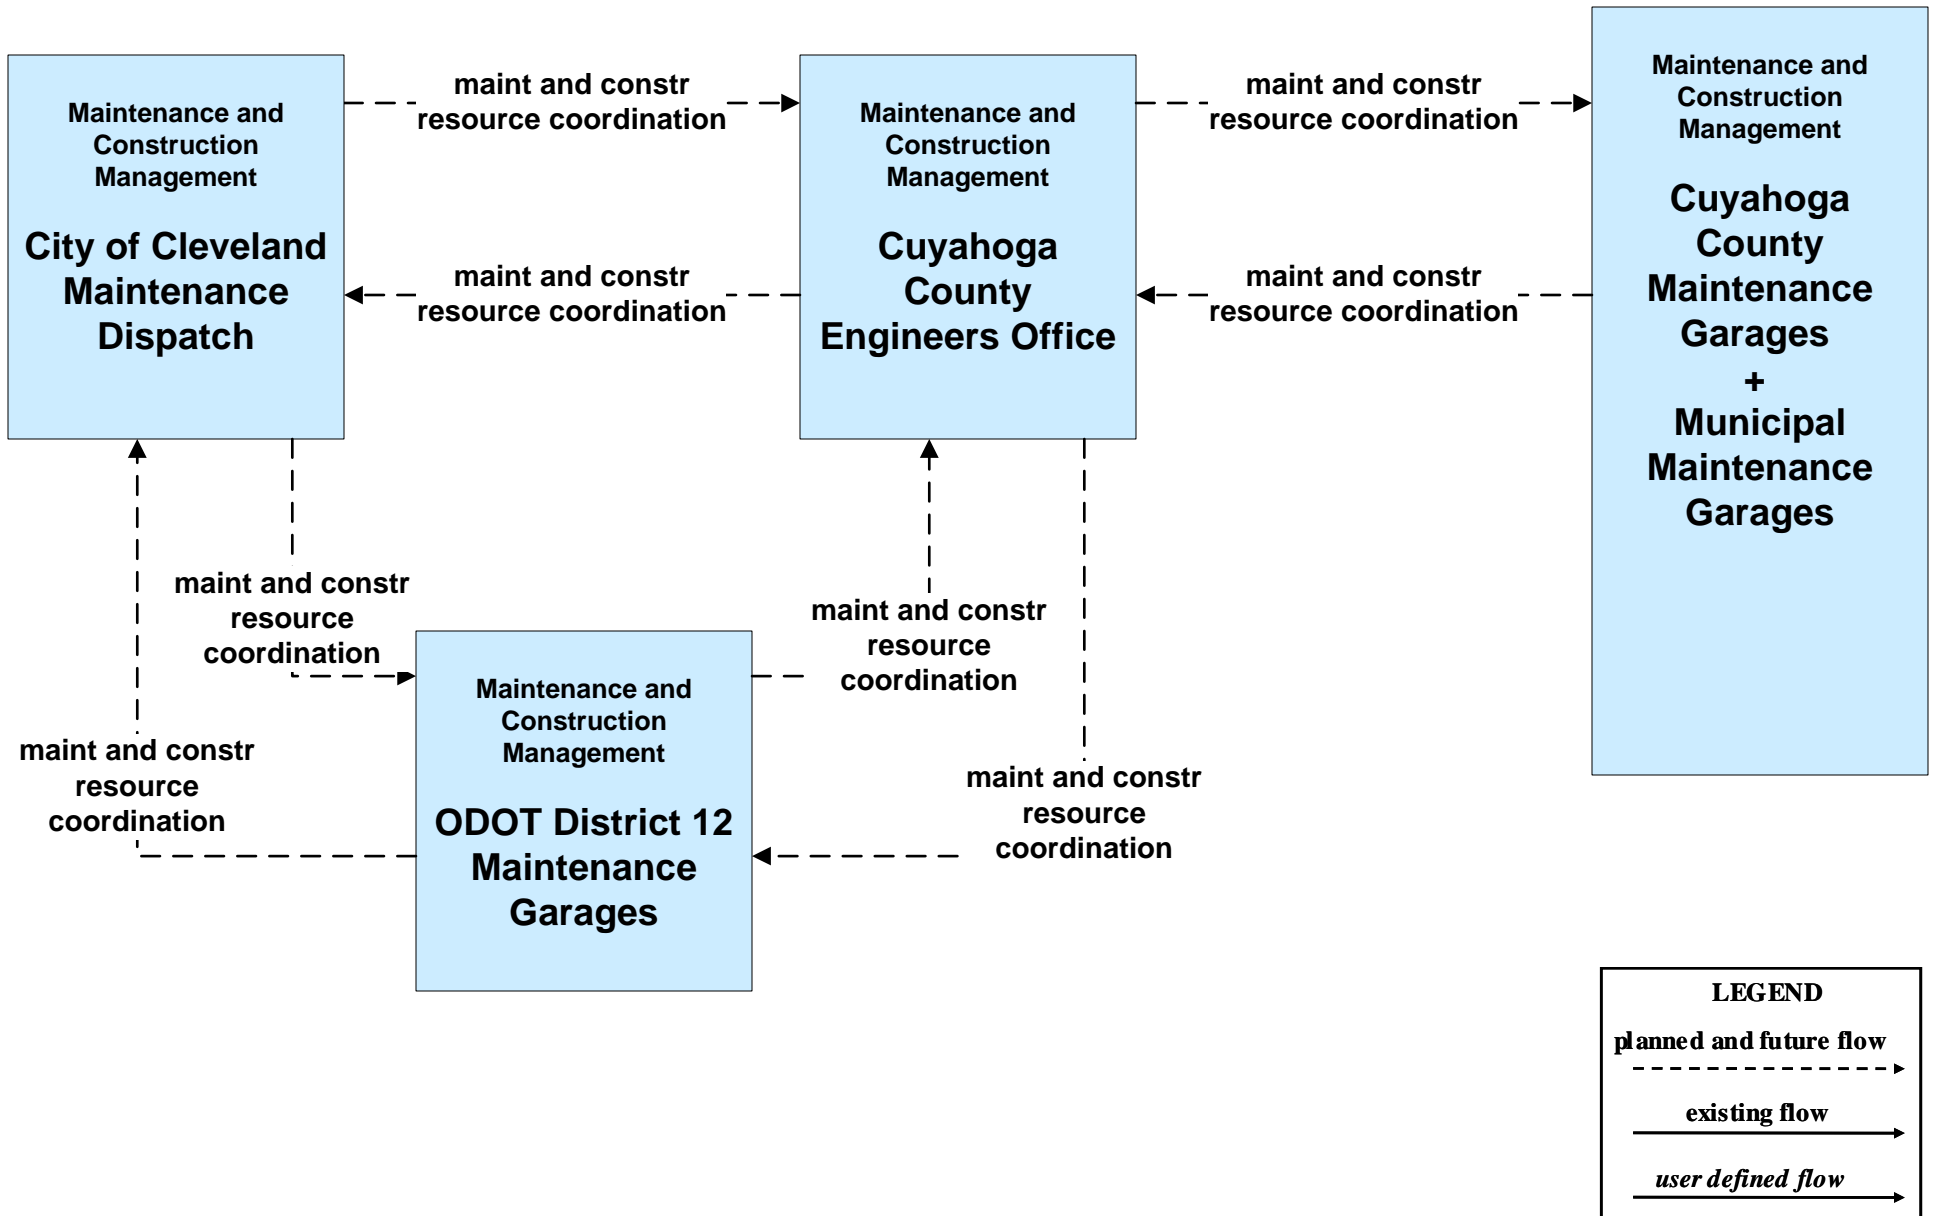 Maintenance and
Construction
Management
City of Cleveland
Maintenance
Dispatch
maint and constr
resource coordination
maint and constr
resource coordination
Maintenance and
Construction
Management
Cuyahoga
County
Engineers Office
maint and constr
resource coordination
maint and constr
resource coordination
Maintenance and
Construction
Management
Cuyahoga
County
Maintenance
Garages
+
Municipal
Maintenance
Garages
maint and constr
resource
coordination
maint and constr
resource
coordination
maint and constr
resource
coordination
maint and constr
resource
coordination
Maintenance and
Construction
Management
ODOT District 12
Maintenance
Garages
LEGEND
planned and future flow
existing flow
user defined flow